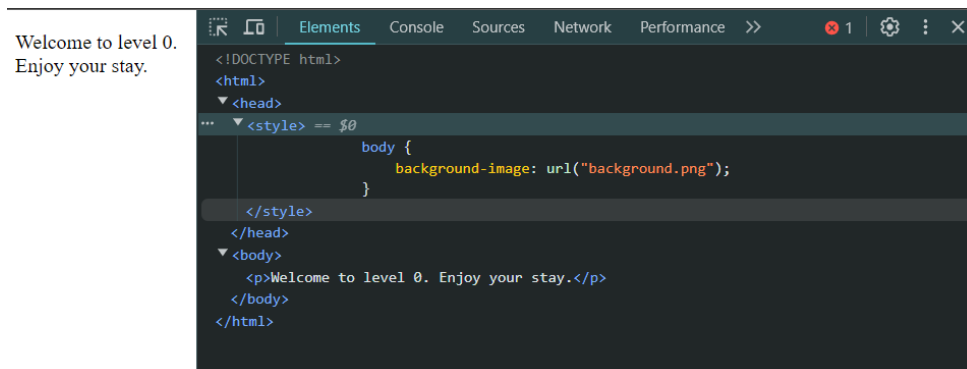 Welcome to level 0.
Enjoy your stay.
Elements Console Sources Network Performance 1
<!DOCTYPE html>
<html>
<head>
<style> == $0
body {
background-image: url("background.png");
}
</style>
</head>
<body>
<p>Welcome to level 0. Enjoy your stay.</p>
</body>
</html>